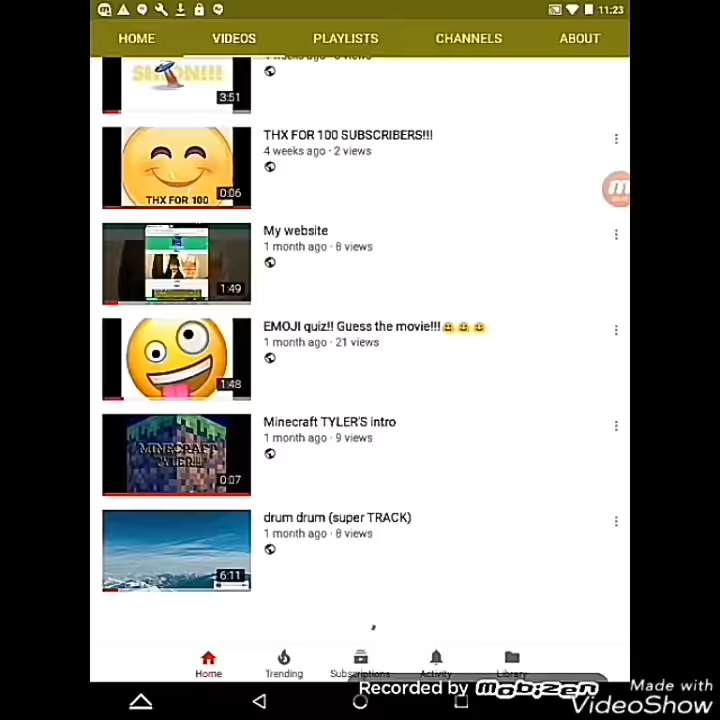 11:23
HOME VIDEOS PLAYLISTS CHANNELS ABOUT
3:51
THX FOR 100 SUBSCRIBERS!!!
4 weeks ago · 2 views
THX FOR 100
0:06
My website
1 month ago · 8 views
1:49
EMOJI quiz!! Guess the movie!!!😃😃😃
1 month ago · 21 views
1:48
Minecraft TYLER'S intro
1 month ago · 9 views
MINECRAFT
TYLER!!!
0:07
drum drum (super TRACK)
1 month ago · 8 views
6:11
Home Trending Subscriptions Activity Library
Recorded by Mobizen
Made with
VideoShow